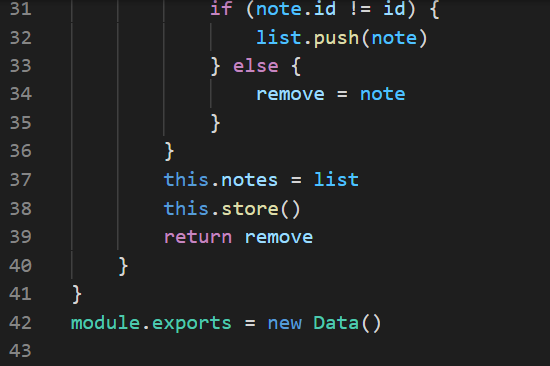 31 if (note.id != id) {
32 list.push(note)
33 } else {
34 remove = note
35 }
36 }
37 this.notes = list
38 this.store()
39 return remove
40 }
41 }
42 module.exports = new Data()
43